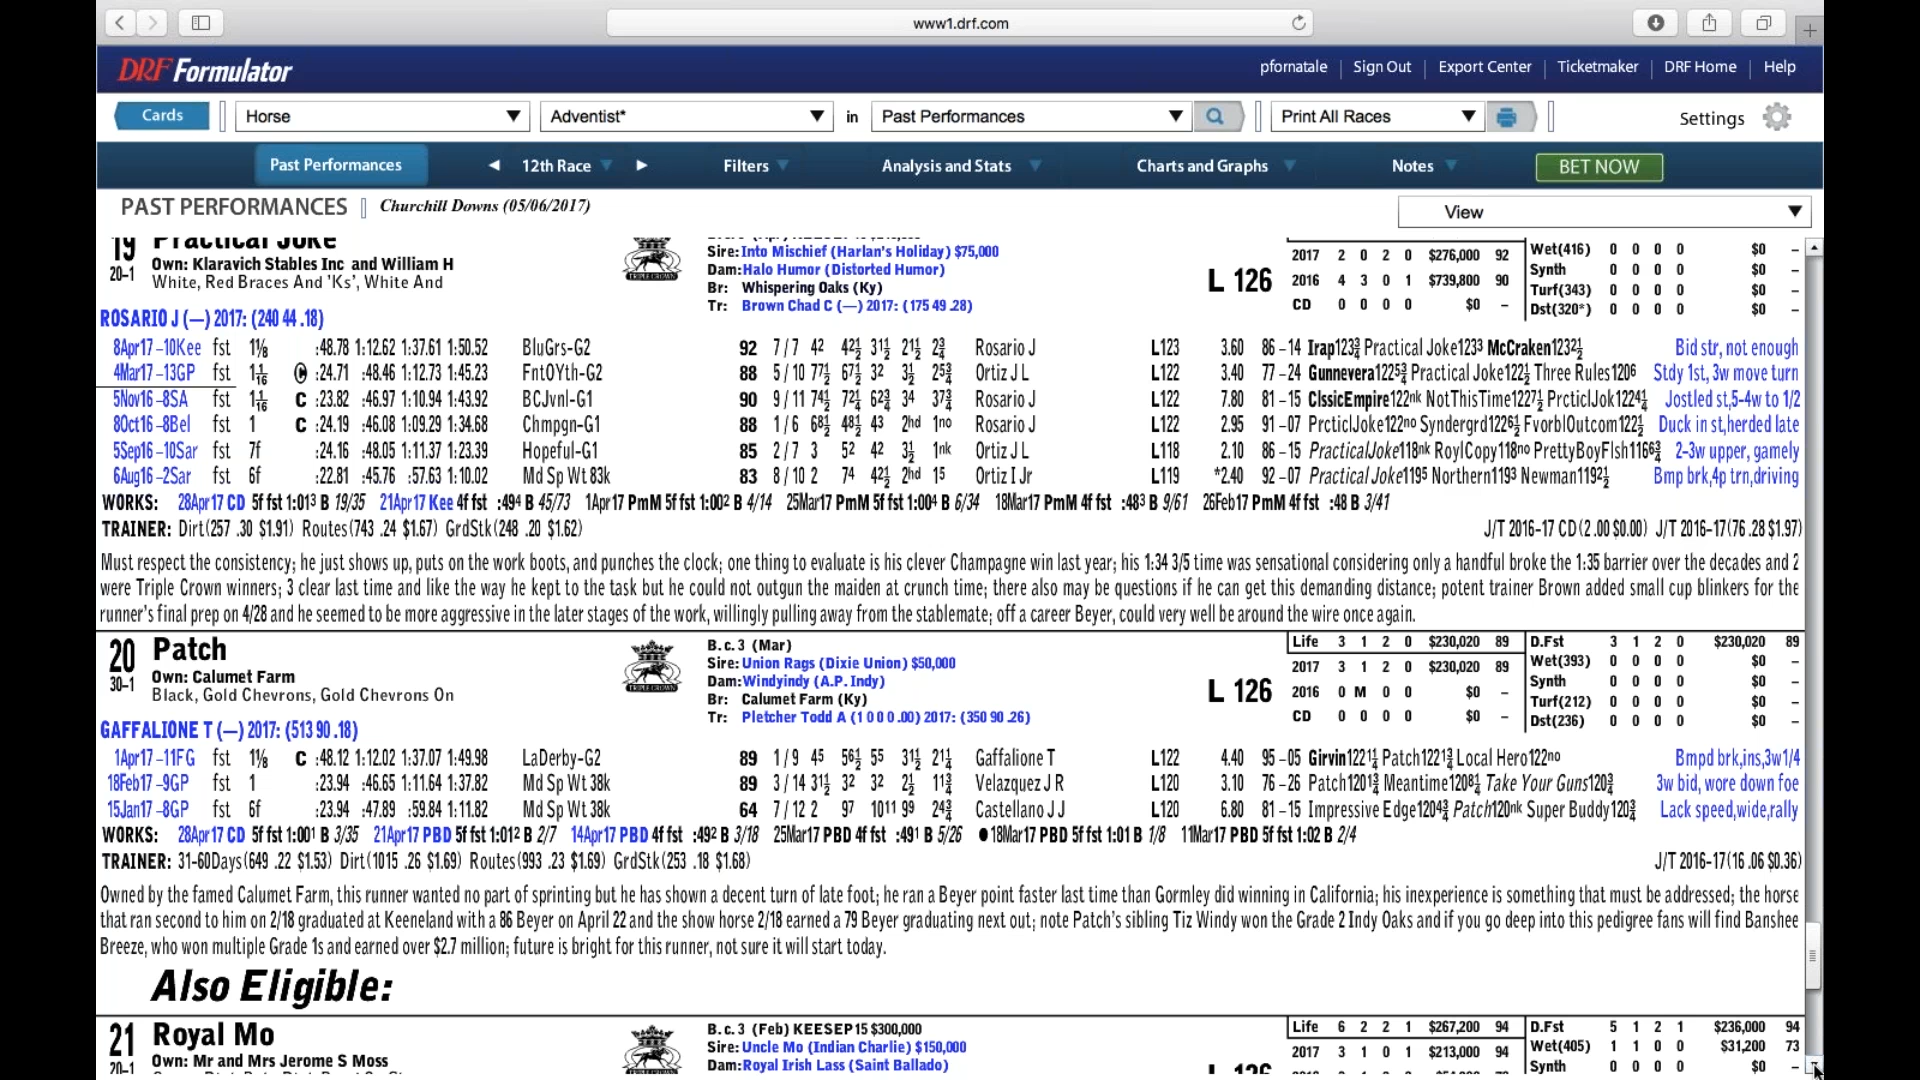 www1.drf.com
DRF Formulator
pfornatale | Sign Out | Export Center | Ticketmaker | DRF Home | Help
Cards Horse Adventist* in Past Performances Print All Races Settings
Past Performances 12th Race Filters Analysis and Stats Charts and Graphs Notes BET NOW
PAST PERFORMANCES Churchill Downs (05/06/2017) View
19 Practical Joke
20-1 Own: Klaravich Stables Inc and William H
White, Red Braces And 'Ks', White And
Sire: Into Mischief (Harlan's Holiday) $75,000
Dam: Halo Humor (Distorted Humor)
Br: Whispering Oaks (Ky)
Tr: Brown Chad C (—) 2017: (175 49 .28)
L 126
2017 2 0 2 0 $276,000 92
2016 4 3 0 1 $739,800 90
CD 0 0 0 0 $0 –
Wet(416) 0 0 0 0 $0 –
Synth 0 0 0 0 $0 –
Turf(343) 0 0 0 0 $0 –
Dst(320*) 0 0 0 0 $0 –
ROSARIO J (—) 2017: (240 44 .18)
8Apr17 –10Kee fst 1⅛ :48.78 1:12.62 1:37.61 1:50.52 BluGrs-G2 92 7/7 42 42½ 31½ 21½ 2¾ Rosario J L123 3.60 86 –14 Irap123¾ Practical Joke1233 McCraken1232½ Bid str, not enough
4Mar17 –13GP fst 1 1/16 :24.71 :48.46 1:12.73 1:45.23 FntOYth-G2 88 5/10 77½ 67½ 32 3½ 25¾ Ortiz J L L122 3.40 77 –24 Gunnevera1225¾ Practical Joke122½ Three Rules1206 Stdy 1st, 3w move turn
5Nov16 –8SA fst 1 1/16 C :23.82 :46.97 1:10.94 1:43.92 BCJvnl-G1 90 9/11 74½ 72¼ 62¾ 34 37¾ Rosario J L122 7.80 81 –15 ClssicEmpire122nk NotThisTime1227½ PrcticlJok1224½ Jostled st,5-4w to 1/2
8Oct16 –8Bel fst 1 C :24.19 :46.08 1:09.29 1:34.68 Chmpgn-G1 88 1/6 68½ 48½ 43 2hd 1no Rosario J L122 2.95 91 –07 PrcticlJoke122no Syndergrd1226½ FvorblOutcom122½ Duck in st,herded late
5Sep16 –10Sar fst 7f :24.16 :48.05 1:11.37 1:23.39 Hopeful-G1 85 2/7 3 52 42 3½ 1nk Ortiz J L L118 2.10 86 –15 PracticalJoke118nk RoylCopy118no PrettyBoyFlsh1166¾ 2-3w upper, gamely
6Aug16 –2Sar fst 6f :22.81 :45.76 :57.63 1:10.02 Md Sp Wt 83k 83 8/10 2 74 42½ 2hd 15 Ortiz I Jr L119 *2.40 92 –07 Practical Joke1195 Northern1193 Newman1192½ Bmp brk,4p trn,driving
WORKS: 28Apr17 CD 5f fst 1:01³ B 19/35 21Apr17 Kee 4f fst :49⁴ B 45/73 1Apr17 PmM 5f fst 1:00² B 4/14 25Mar17 PmM 5f fst 1:00⁴ B 6/34 18Mar17 PmM 4f fst :48³ B 9/61 26Feb17 PmM 4f fst :48 B 3/41
TRAINER: Dirt(257 .30 $1.91) Routes(743 .24 $1.67) GrdStk(248 .20 $1.62) J/T 2016-17 CD(2 .00 $0.00) J/T 2016-17(76 .28 $1.97)
Must respect the consistency; he just shows up, puts on the work boots, and punches the clock; one thing to evaluate is his clever Champagne win last year; his 1:34 3/5 time was sensational considering only a handful broke the 1:35 barrier over the decades and 2
were Triple Crown winners; 3 clear last time and like the way he kept to the task but he could not outgun the maiden at crunch time; there also may be questions if he can get this demanding distance; potent trainer Brown added small cup blinkers for the
runner's final prep on 4/28 and he seemed to be more aggressive in the later stages of the work, willingly pulling away from the stablemate; off a career Beyer, could very well be around the wire once again.
20 Patch
30-1 Own: Calumet Farm
Black, Gold Chevrons, Gold Chevrons On
TRIPLE CROWN
B. c. 3 (Mar)
Sire: Union Rags (Dixie Union) $50,000
Dam: Windyindy (A.P. Indy)
Br: Calumet Farm (Ky)
Tr: Pletcher Todd A (1 0 0 0 .00) 2017: (350 90 .26)
L 126
Life 3 1 2 0 $230,020 89
2017 3 1 2 0 $230,020 89
2016 0 M 0 0 $0 –
CD 0 0 0 0 $0 –
D.Fst 3 1 2 0 $230,020 89
Wet(393) 0 0 0 0 $0 –
Synth 0 0 0 0 $0 –
Turf(212) 0 0 0 0 $0 –
Dst(236) 0 0 0 0 $0 –
GAFFALIONE T (—) 2017: (513 90 .18)
1Apr17 –11FG fst 1⅛ C :48.12 1:12.02 1:37.07 1:49.98 LaDerby-G2 89 1/9 45 56½ 55 31½ 21¼ Gaffalione T L122 4.40 95 –05 Girvin1221¼ Patch1221¾ Local Hero122no Bmpd brk,ins,3w1/4
18Feb17 –9GP fst 1 :23.94 :46.65 1:11.64 1:37.82 Md Sp Wt 38k 89 3/14 31½ 32 32 2½ 11¾ Velazquez J R L120 3.10 76 –26 Patch1201¾ Meantime1208¼ Take Your Guns120¾ 3w bid, wore down foe
15Jan17 –8GP fst 6f :23.94 :47.89 :59.84 1:11.82 Md Sp Wt 38k 64 7/12 2 97 1011 99 24¾ Castellano J J L120 6.80 81 –15 Impressive Edge1204¾ Patch120nk Super Buddy120¾ Lack speed,wide,rally
WORKS: 28Apr17 CD 5f fst 1:00¹ B 3/35 21Apr17 PBD 5f fst 1:01² B 2/7 14Apr17 PBD 4f fst :49² B 3/18 25Mar17 PBD 4f fst :49¹ B 5/26 ●18Mar17 PBD 5f fst 1:01 B 1/8 11Mar17 PBD 5f fst 1:02 B 2/4
TRAINER: 31-60Days(649 .22 $1.53) Dirt(1015 .26 $1.69) Routes(993 .23 $1.69) GrdStk(253 .18 $1.68) J/T 2016-17(16 .06 $0.36)
Owned by the famed Calumet Farm, this runner wanted no part of sprinting but he has shown a decent turn of late foot; he ran a Beyer point faster last time than Gormley did winning in California; his inexperience is something that must be addressed; the horse
that ran second to him on 2/18 graduated at Keeneland with a 86 Beyer on April 22 and the show horse 2/18 earned a 79 Beyer graduating next out; note Patch's sibling Tiz Windy won the Grade 2 Indy Oaks and if you go deep into this pedigree fans will find Banshee
Breeze, who won multiple Grade 1s and earned over $2.7 million; future is bright for this runner, not sure it will start today.
Also Eligible:
21 Royal Mo
20-1 Own: Mr and Mrs Jerome S Moss
B. c. 3 (Feb) KEESEP15 $300,000
Sire: Uncle Mo (Indian Charlie) $150,000
Dam: Royal Irish Lass (Saint Ballado)
Life 6 2 2 1 $267,200 94
2017 3 1 0 1 $213,000 94
D.Fst 5 1 2 1 $236,000 94
Wet(405) 1 1 0 0 $31,200 73
Synth 0 0 0 0 $0 –